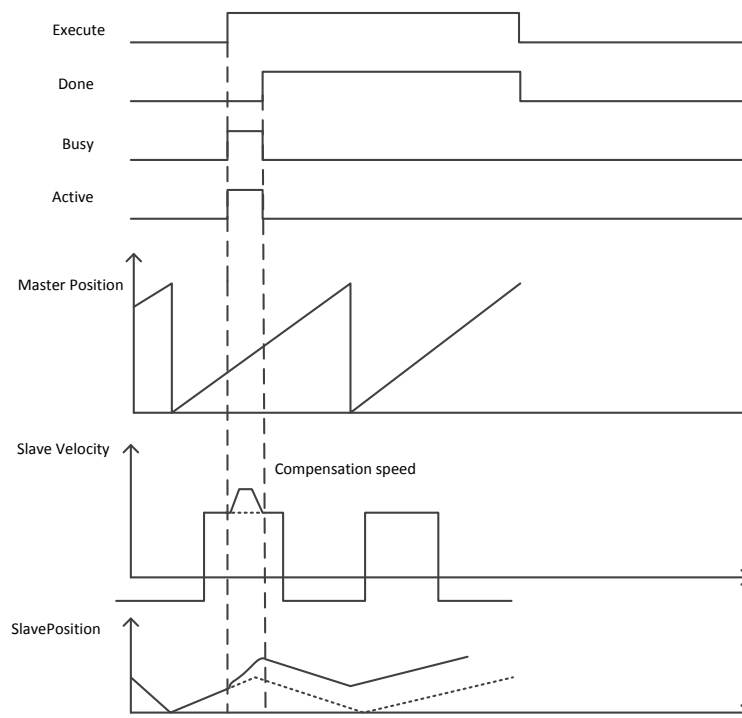 Execute
Done
Busy
Active
Master Position
Slave Velocity
Compensation speed
SlavePosition